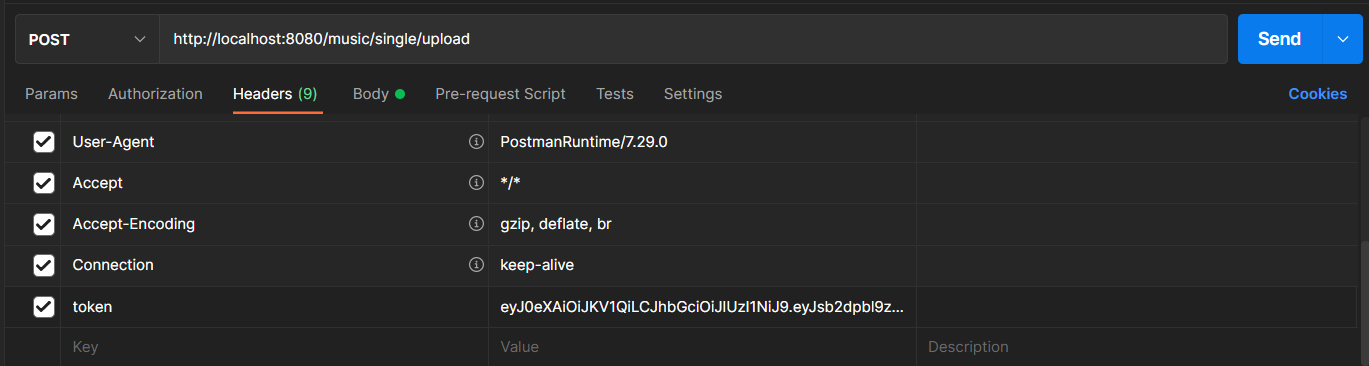 POST http://localhost:8080/music/single/upload Send
Params Authorization Headers (9) Body Pre-request Script Tests Settings Cookies
User-Agent PostmanRuntime/7.29.0
Accept */*
Accept-Encoding gzip, deflate, br
Connection keep-alive
token eyJ0eXAiOiJKV1QiLCJhbGciOiJIUzI1NiJ9.eyJsb2dpbl9z...
Key Value Description